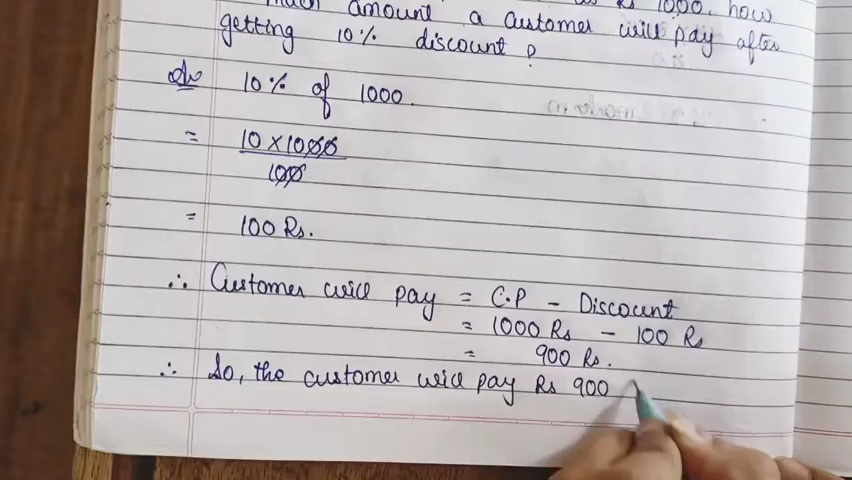 amount a customer will pay after
getting 10% discount ?
10% of 1000.
= 10 × 1000
100
= 100 Rs.
∴ Customer will pay = C.P - Discount
= 1000 Rs - 100 Rs
= 900 Rs.
∴ So, the customer will pay Rs 900